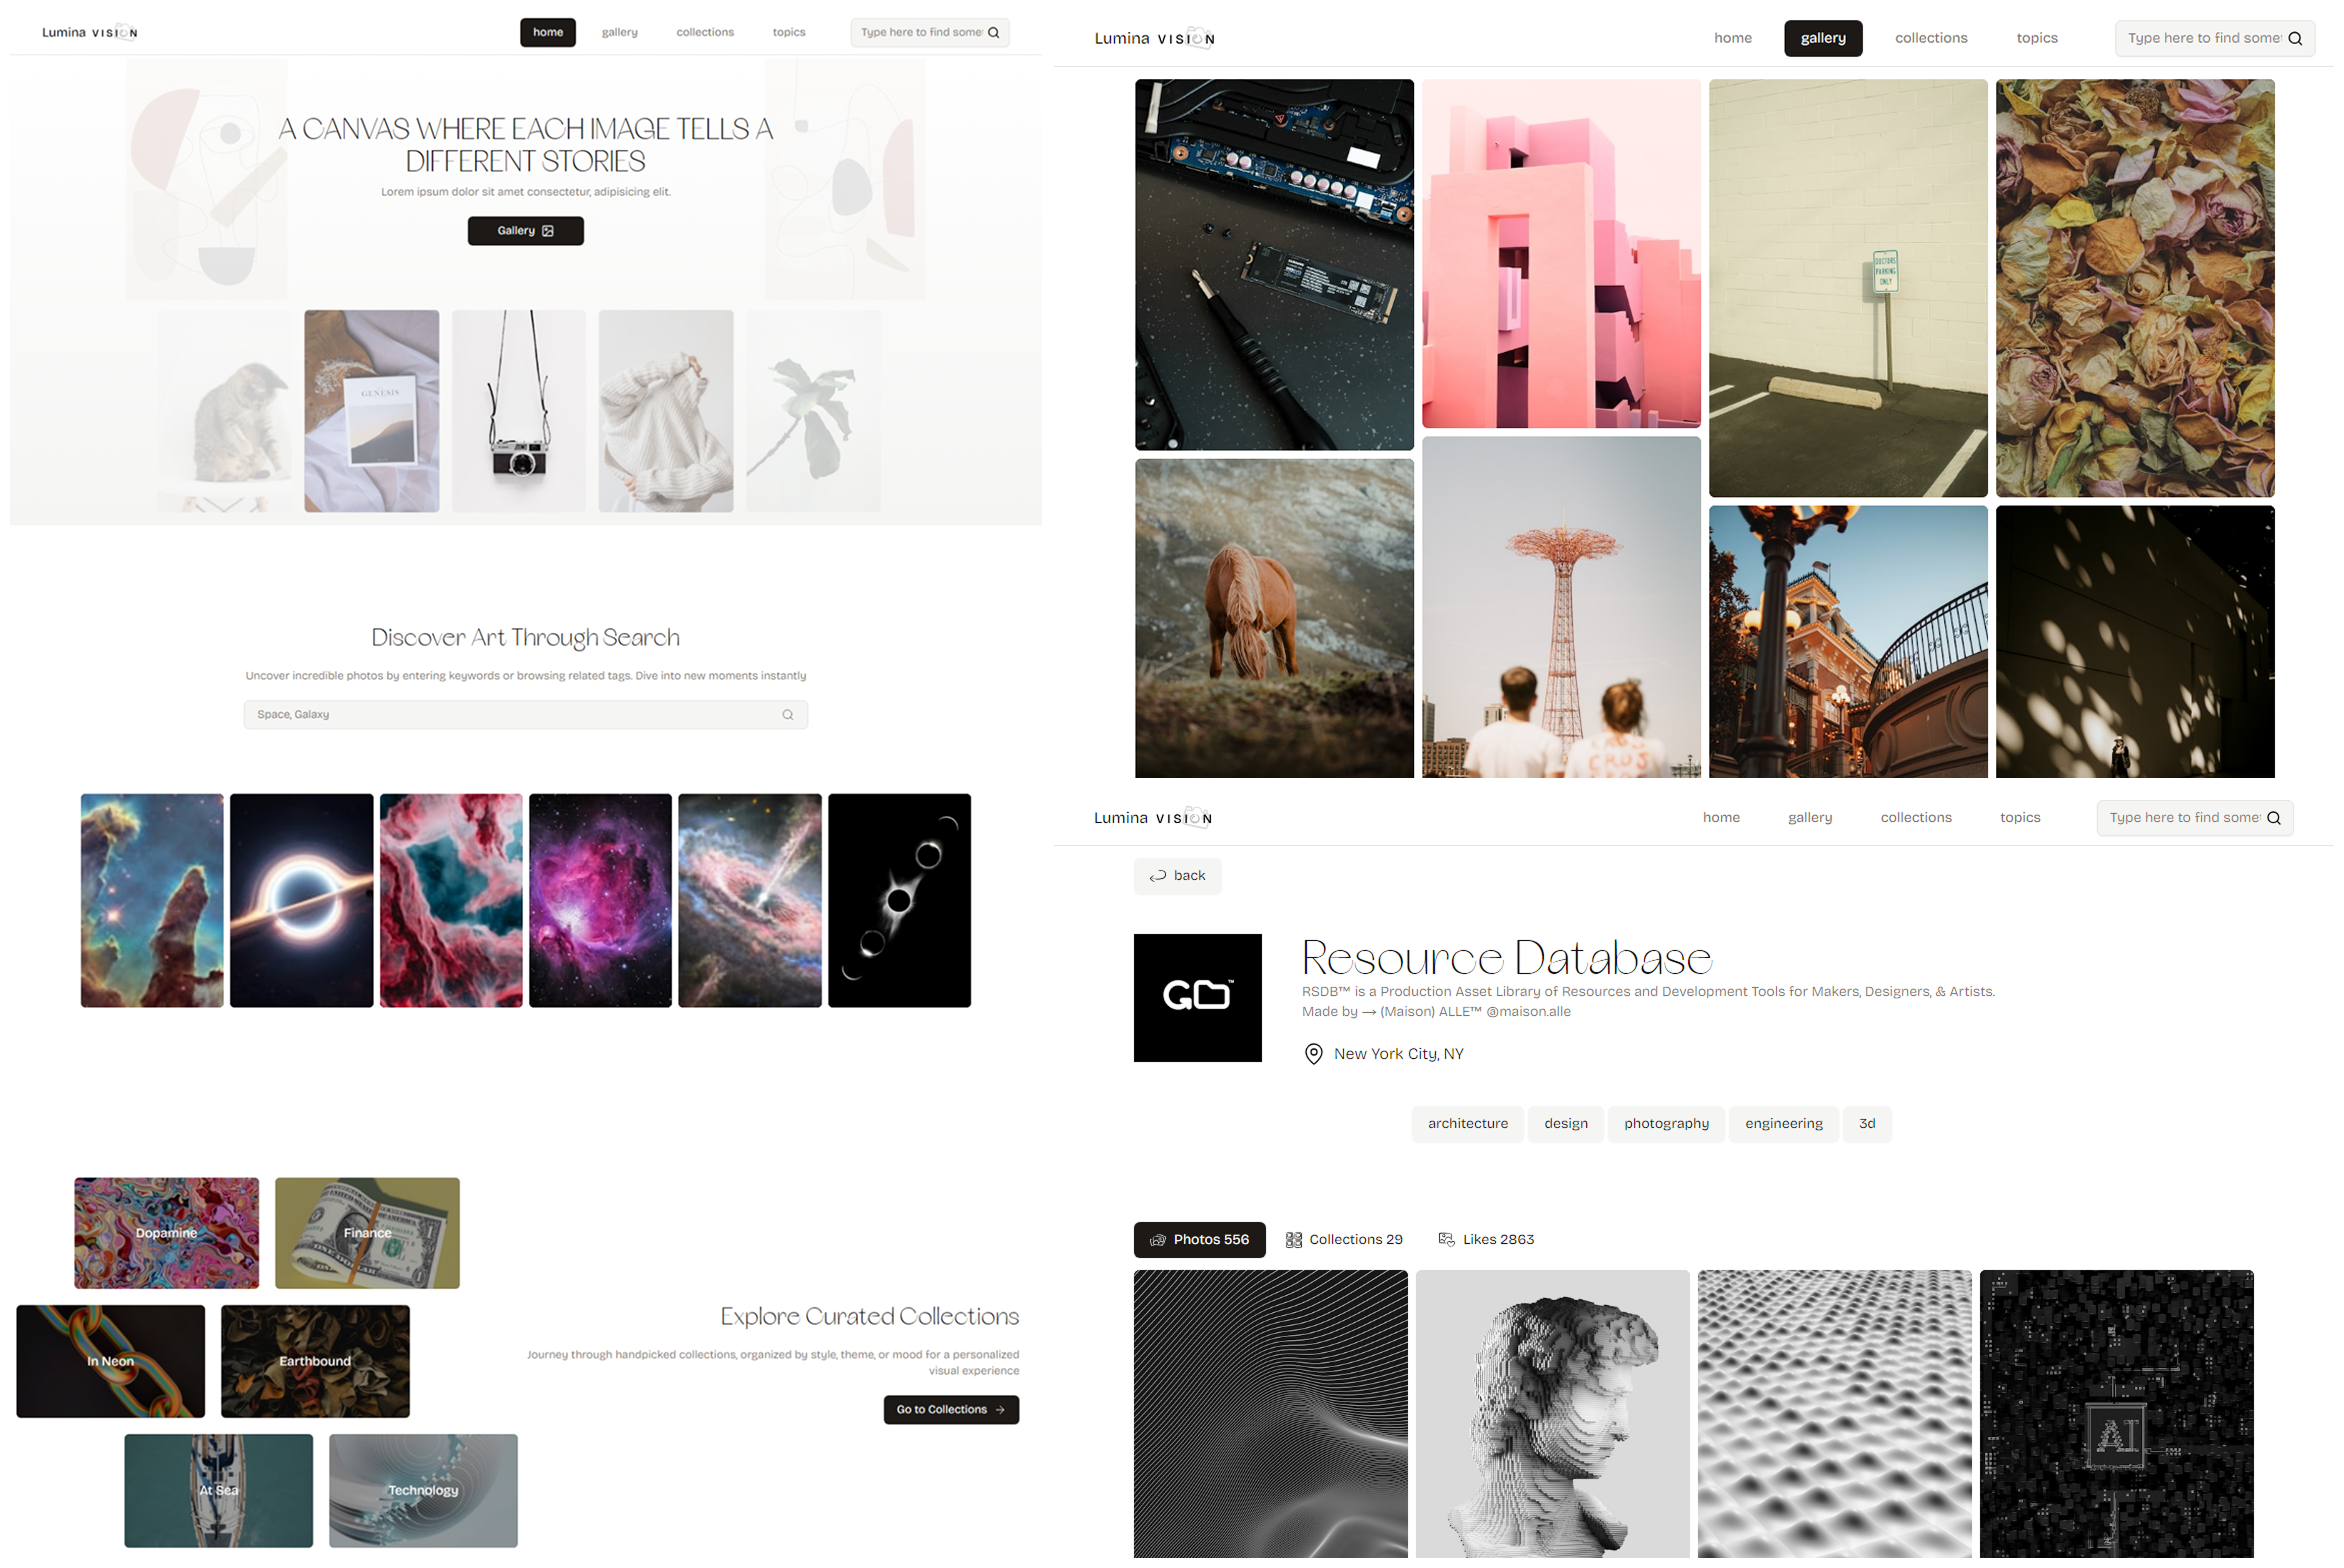 Lumina VISION
home
gallery
collections
topics
Type here to find some
A CANVAS WHERE EACH IMAGE TELLS A
DIFFERENT STORIES
Lorem ipsum dolor sit amet consectetur, adipisicing elit.
Gallery
GENESIS
Discover Art Through Search
Uncover incredible photos by entering keywords or browsing related tags. Dive into new moments instantly
Space, Galaxy
Dopamine
Finance
In Neon
Earthbound
At Sea
Technology
Explore Curated Collections
Journey through handpicked collections, organized by style, theme, or mood for a personalized
visual experience
Go to Collections
Lumina VISION
home
gallery
collections
topics
Type here to find some
DOCTORS
PARKING
ONLY
Lumina VISION
home
gallery
collections
topics
Type here to find some
back
Resource Database
RSDB™ is a Production Asset Library of Resources and Development Tools for Makers, Designers, & Artists.
Made by → (Maison) ALLE™ @maison.alle
New York City, NY
architecture
design
photography
engineering
3d
Photos 556
Collections 29
Likes 2863
AI